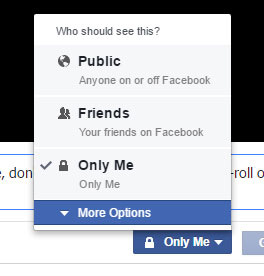 Who should see this?
Public
Anyone on or off Facebook
Friends
Your friends on Facebook
Only Me
Only Me
, don
-roll o
More Options
Only Me